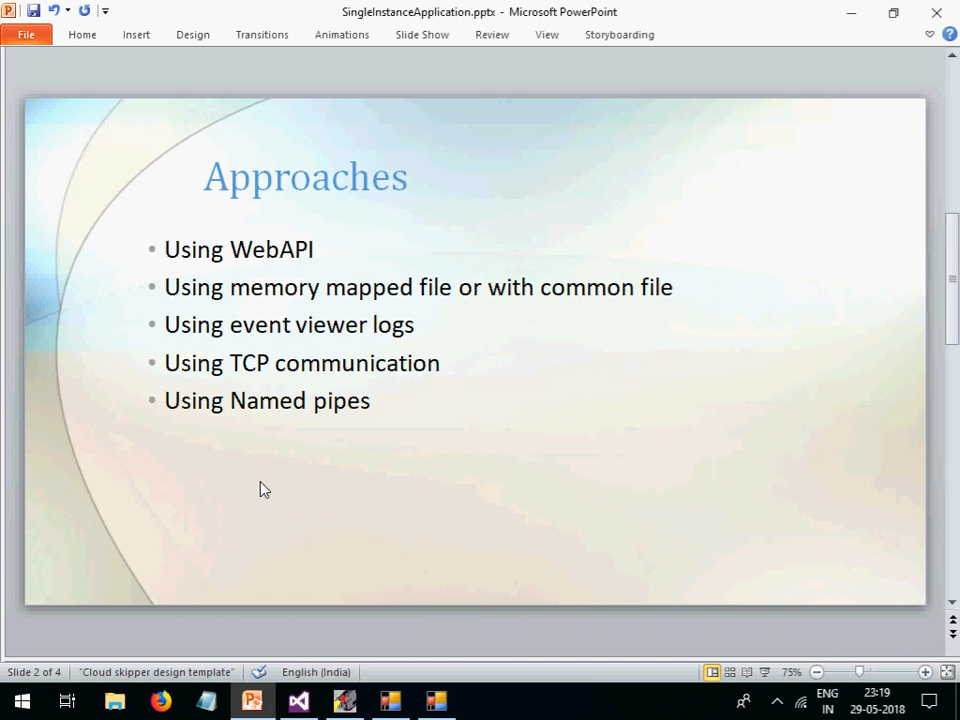 SingleInstanceApplication.pptx - Microsoft PowerPoint
File Home Insert Design Transitions Animations Slide Show Review View Storyboarding
Approaches
• Using WebAPI
• Using memory mapped file or with common file
• Using event viewer logs
• Using TCP communication
• Using Named pipes
Slide 2 of 4 "Cloud skipper design template" English (India) 75%
ENG 23:19
IN 29-05-2018